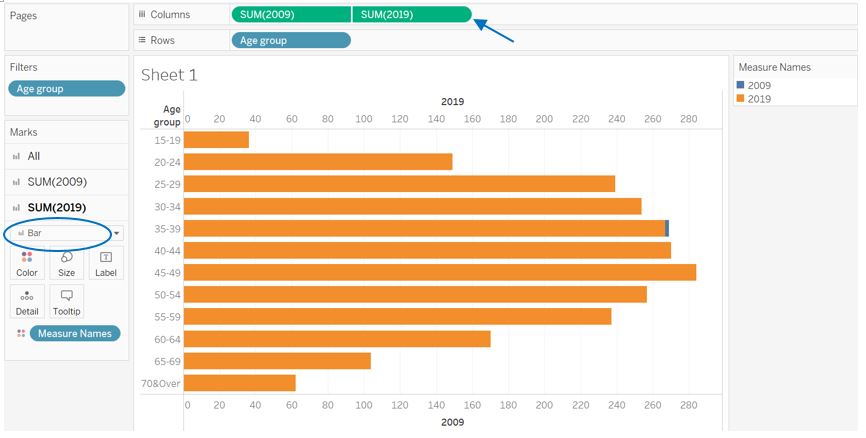 Pages
Columns
SUM(2009) SUM(2019)
Rows
Age group
Filters
Age group
Marks
All
SUM(2009)
SUM(2019)
Bar
Color Size Label
Detail Tooltip
Measure Names
Sheet 1
2019
Age group
0 20 40 60 80 100 120 140 160 180 200 220 240 260 280
15-19
20-24
25-29
30-34
35-39
40-44
45-49
50-54
55-59
60-64
65-69
70&Over
0 20 40 60 80 100 120 140 160 180 200 220 240 260 280
2009
Measure Names
2009
2019